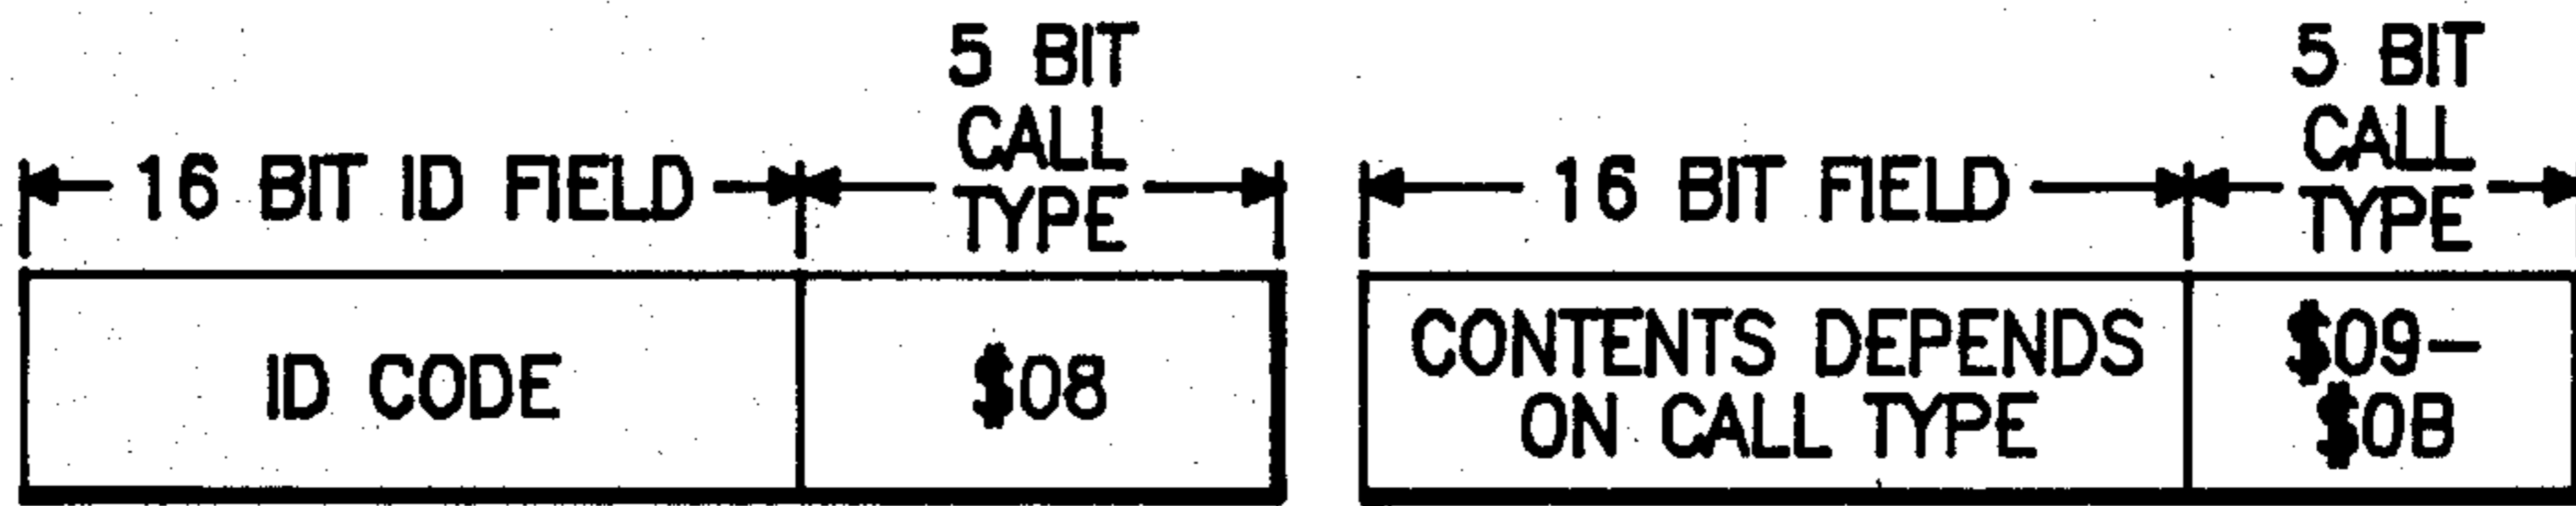 16 BIT ID FIELD
5 BIT
CALL
TYPE
16 BIT FIELD
5 BIT
CALL
TYPE
ID CODE
$08
CONTENTS DEPENDS
ON CALL TYPE
$09-
$0B